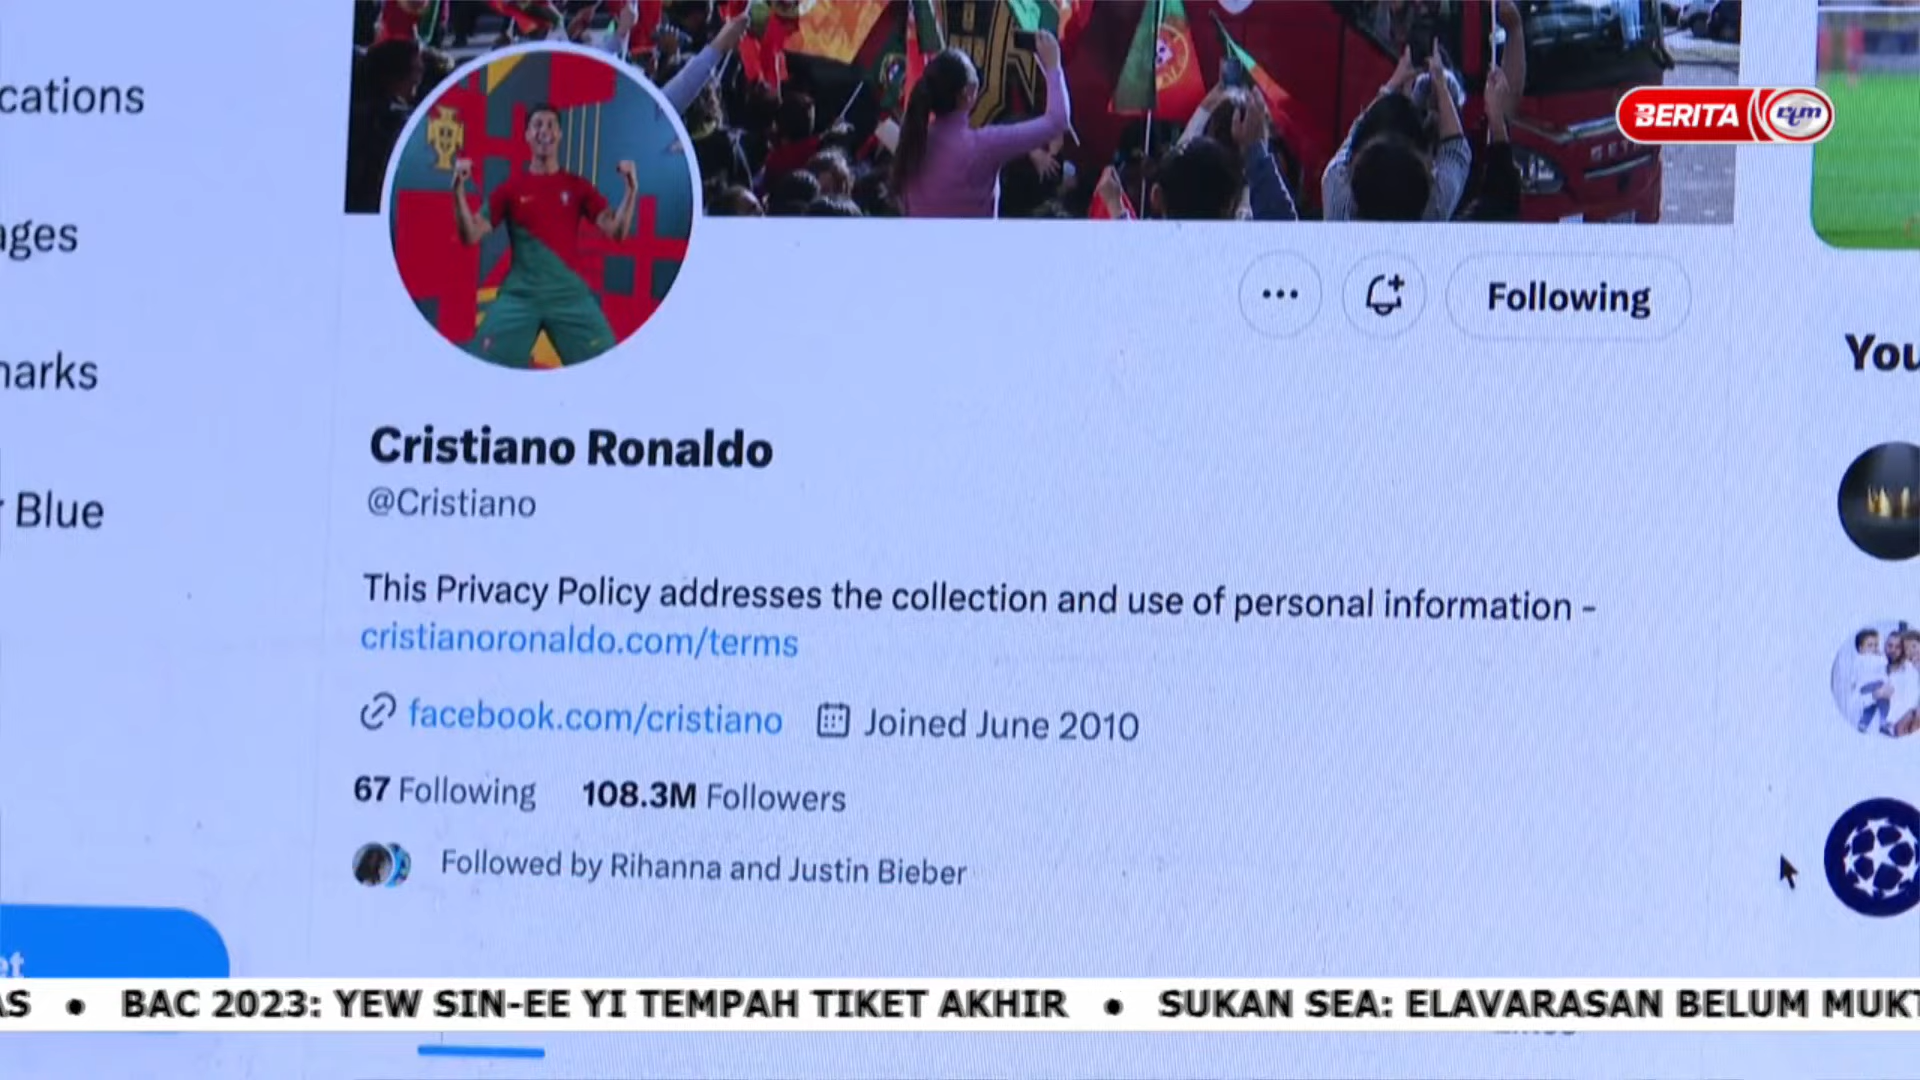 cations
ages
marks
Blue
et
BERITA rtm
Following
You
Cristiano Ronaldo
@Cristiano
This Privacy Policy addresses the collection and use of personal information -
cristianoronaldo.com/terms
facebook.com/cristiano Joined June 2010
67 Following 108.3M Followers
Followed by Rihanna and Justin Bieber
AS • BAC 2023: YEW SIN-EE YI TEMPAH TIKET AKHIR • SUKAN SEA: ELAVARASAN BELUM MUKT